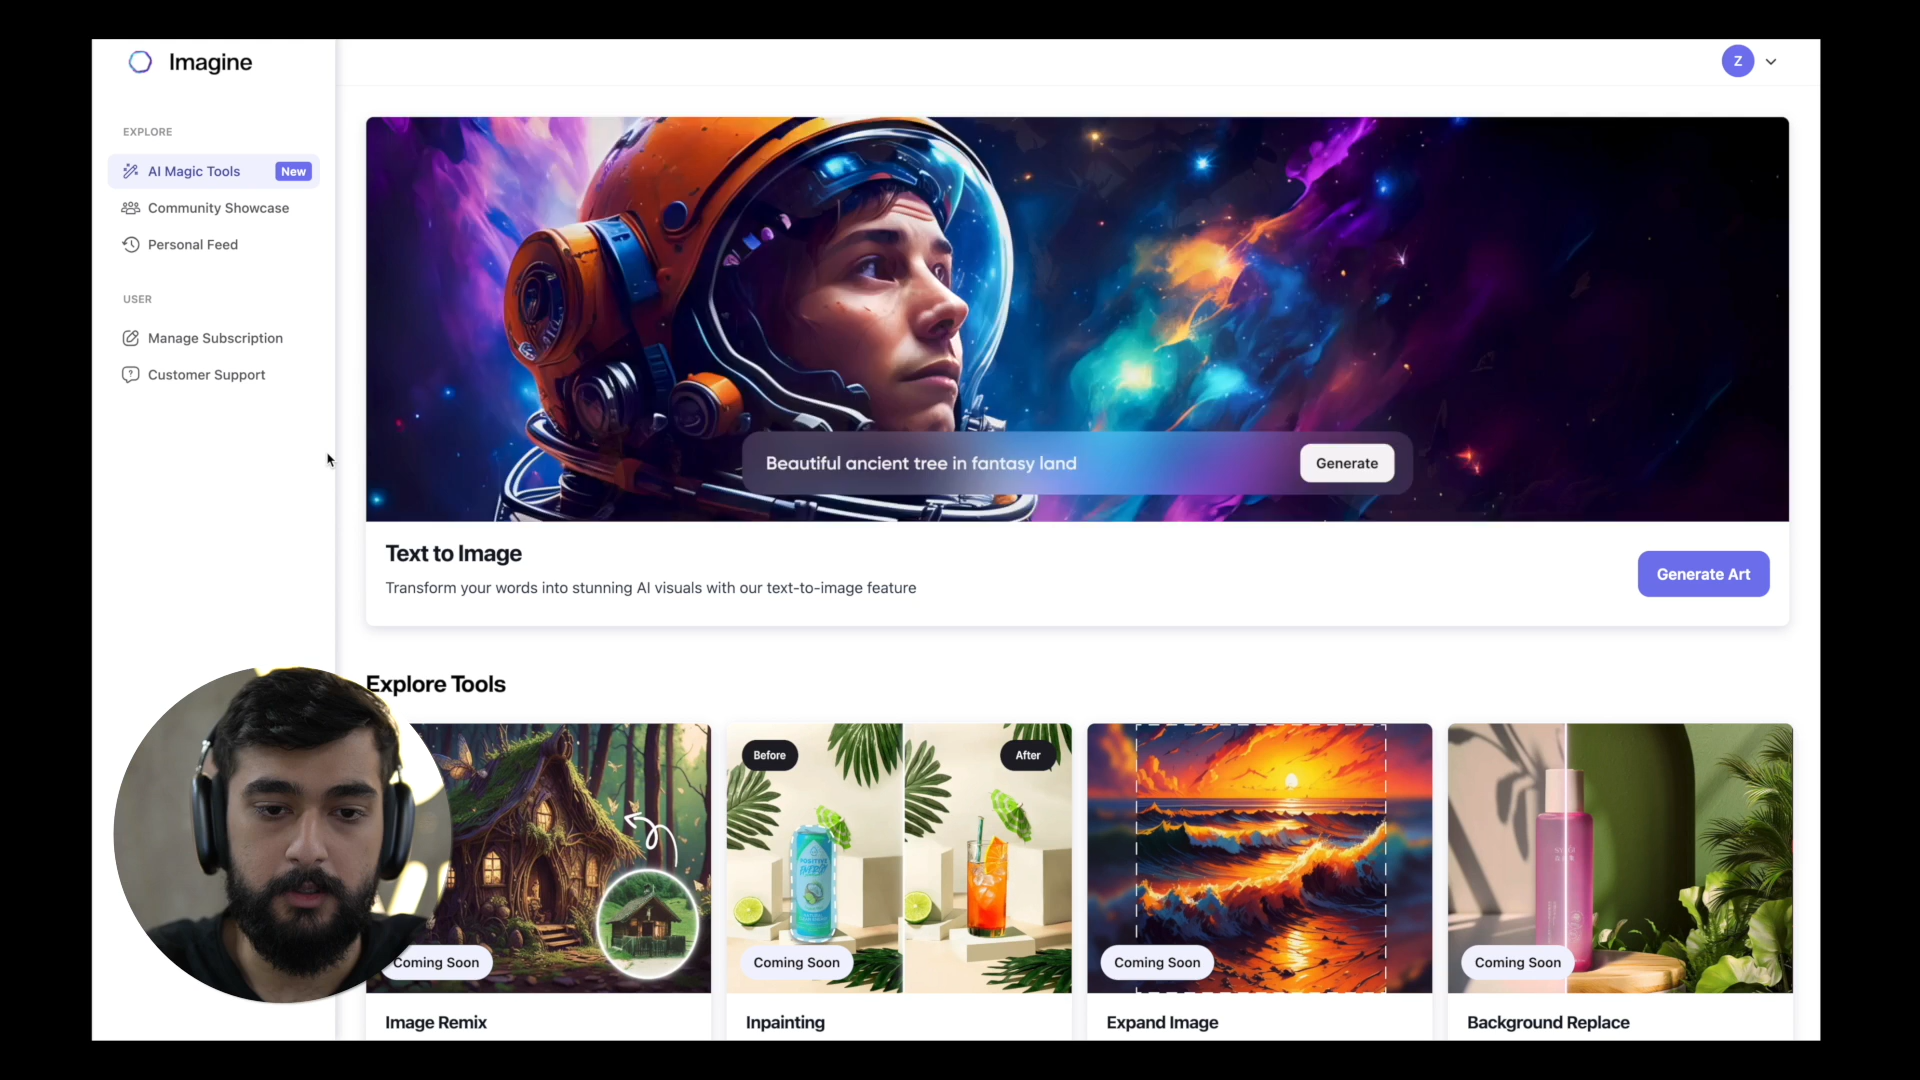 Imagine
Z
EXPLORE
AI Magic Tools
New
Community Showcase
Personal Feed
USER
Manage Subscription
Customer Support
Beautiful ancient tree in fantasy land
Generate
Text to Image
Transform your words into stunning AI visuals with our text-to-image feature
Generate Art
Explore Tools
Before
After
POSITIVE
ENERGY
Coming Soon
Coming Soon
Coming Soon
Coming Soon
Image Remix
Inpainting
Expand Image
Background Replace